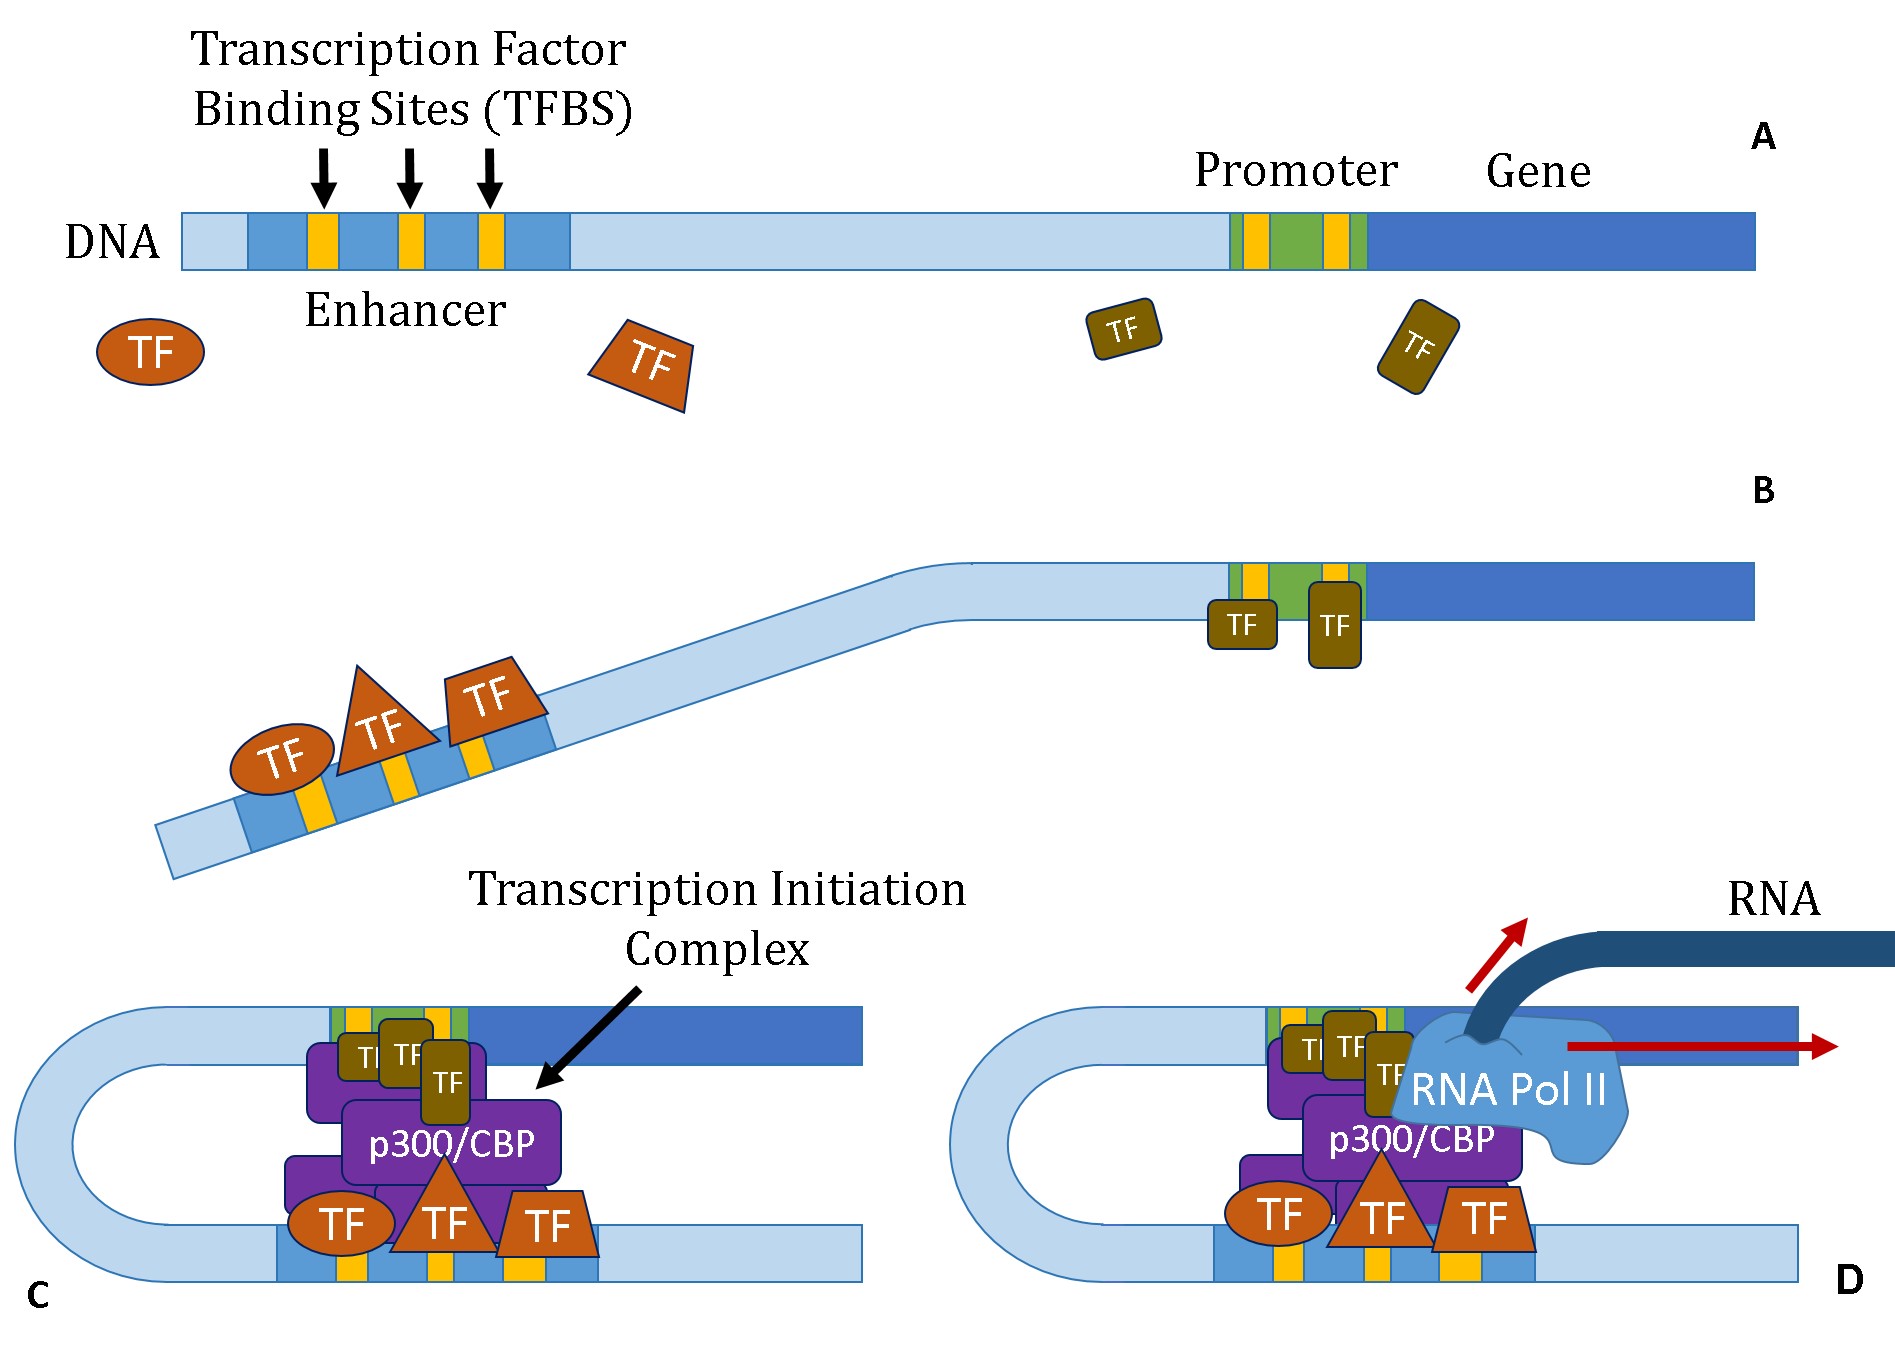 Transcription Factor
Binding Sites (TFBS)
A
Promoter
Gene
DNA
Enhancer
TF
TF
TF
TF
B
TF
TF
TF
TF
TF
Transcription Initiation
Complex
TF
TF
TF
p300/CBP
TF
TF
TF
C
RNA
TF
TF
TF
RNA Pol II
p300/CBP
TF
TF
TF
D